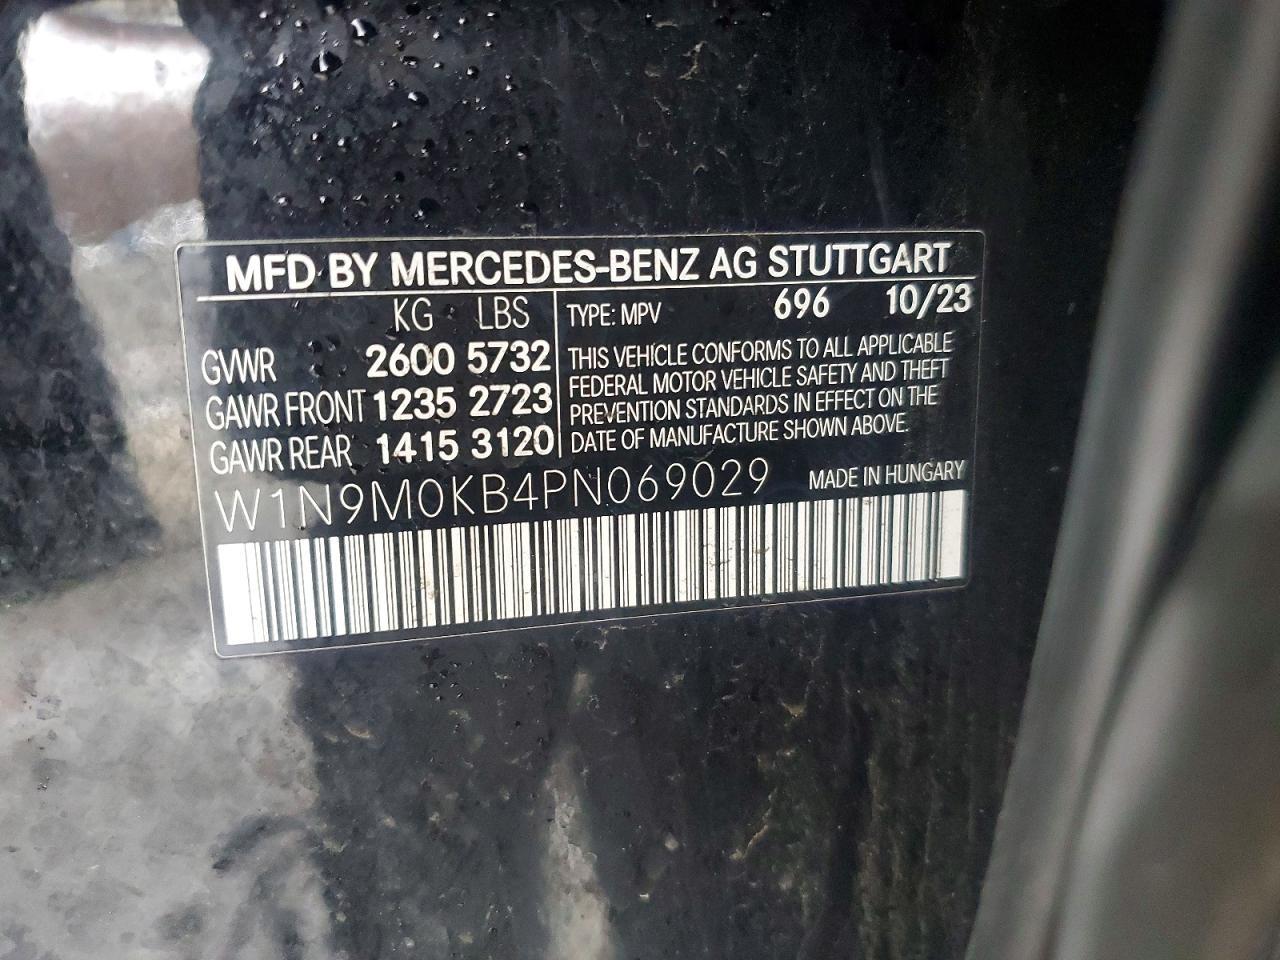 MFD BY MERCEDES-BENZ AG STUTTGART
KG LBS
GVWR 2600 5732
GAWR FRONT 1235 2723
GAWR REAR 1415 3120
TYPE: MPV 696 10/23
THIS VEHICLE CONFORMS TO ALL APPLICABLE
FEDERAL MOTOR VEHICLE SAFETY AND THEFT
PREVENTION STANDARDS IN EFFECT ON THE
DATE OF MANUFACTURE SHOWN ABOVE.
W1N9M0KB4PN069029 MADE IN HUNGARY